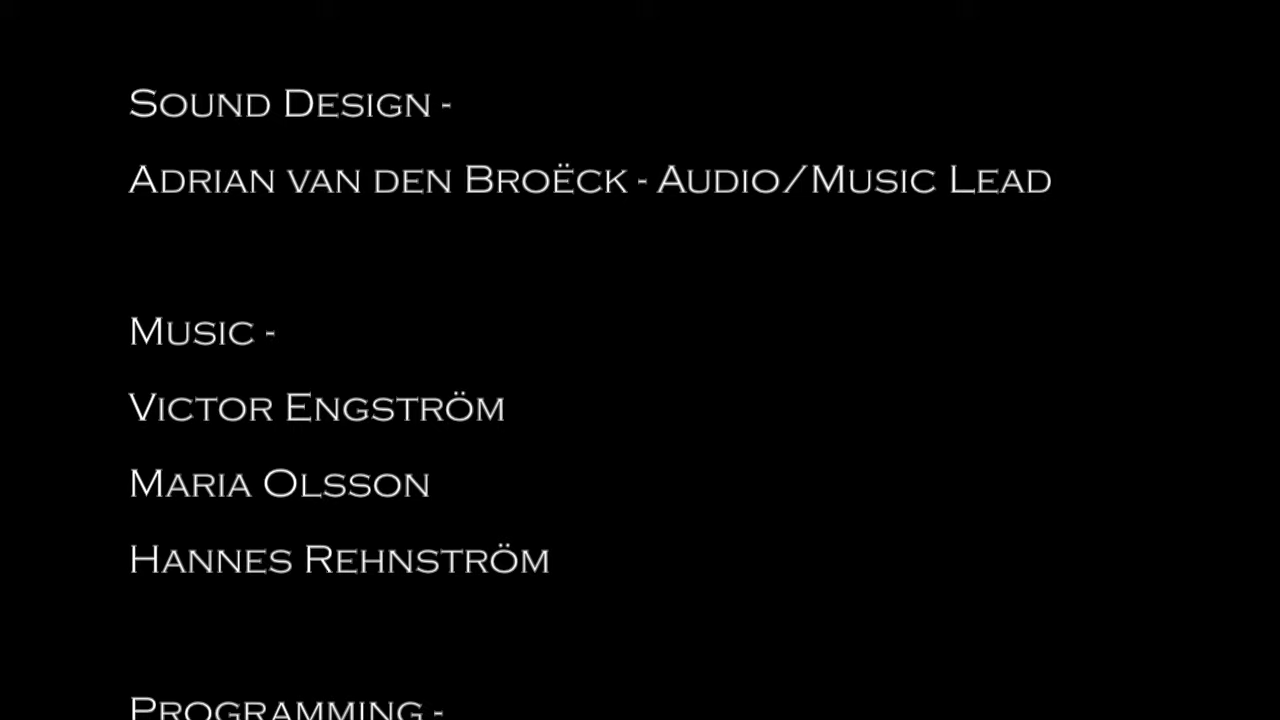 Sound Design -
Adrian van den Broëck - Audio/Music Lead
Music -
Victor Engström
Maria Olsson
Hannes Rehnström
Programming -